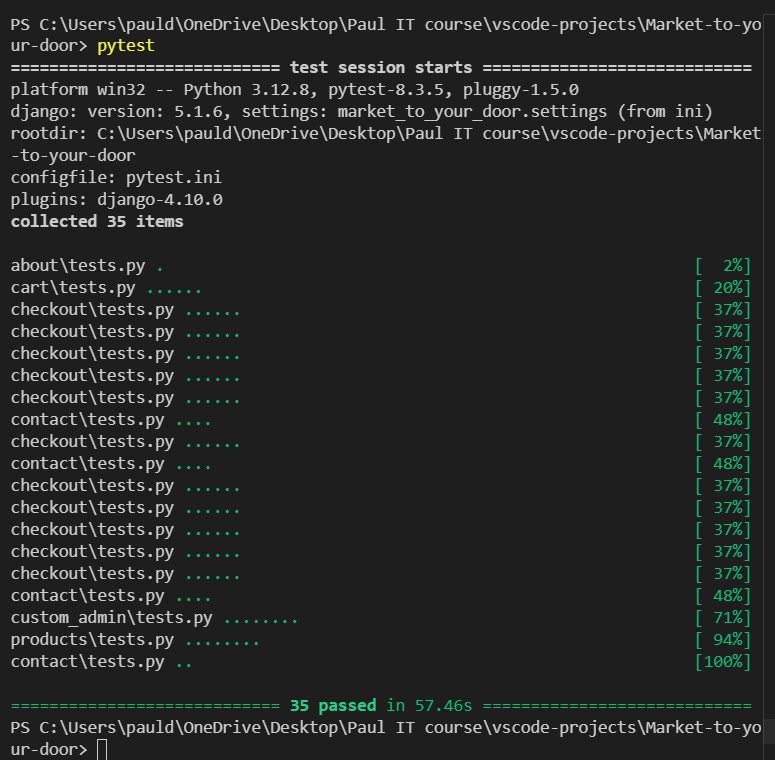 PS C:\Users\pauld\OneDrive\Desktop\Paul IT course\vscode-projects\Market-to-yo
ur-door> pytest
============================ test session starts ============================
platform win32 -- Python 3.12.8, pytest-8.3.5, pluggy-1.5.0
django: version: 5.1.6, settings: market_to_your_door.settings (from ini)
rootdir: C:\Users\pauld\OneDrive\Desktop\Paul IT course\vscode-projects\Market
-to-your-door
configfile: pytest.ini
plugins: django-4.10.0
collected 35 items
about\tests.py . [  2%]
cart\tests.py ...... [ 20%]
checkout\tests.py ...... [ 37%]
checkout\tests.py ...... [ 37%]
checkout\tests.py ...... [ 37%]
checkout\tests.py ...... [ 37%]
checkout\tests.py ...... [ 37%]
contact\tests.py .... [ 48%]
checkout\tests.py ...... [ 37%]
contact\tests.py .... [ 48%]
checkout\tests.py ...... [ 37%]
checkout\tests.py ...... [ 37%]
checkout\tests.py ...... [ 37%]
checkout\tests.py ...... [ 37%]
checkout\tests.py ...... [ 37%]
contact\tests.py .... [ 48%]
custom_admin\tests.py ........ [ 71%]
products\tests.py ........ [ 94%]
contact\tests.py .. [100%]
============================ 35 passed in 57.46s ============================
PS C:\Users\pauld\OneDrive\Desktop\Paul IT course\vscode-projects\Market-to-yo
ur-door>